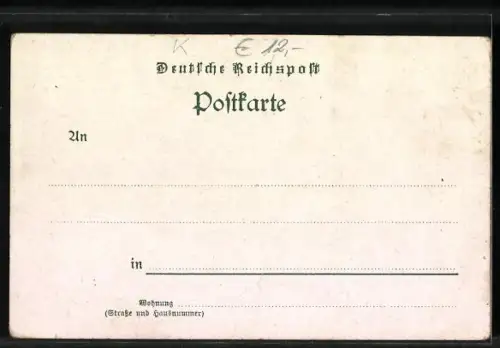 K € 12,-
Deutsche Reichspost
Postkarte
An
in
Wohnung
(Straße und Hausnummer)